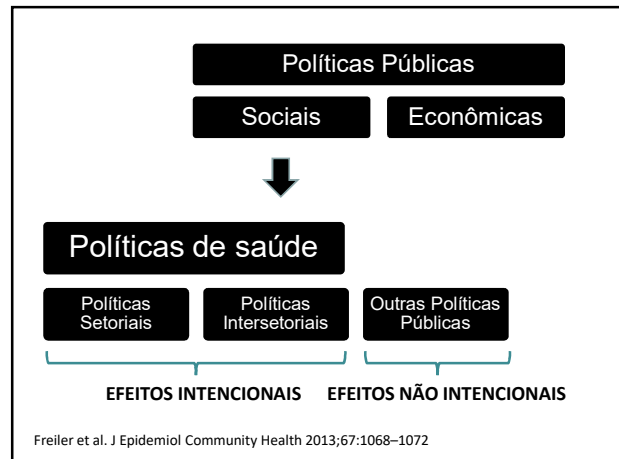 Políticas Públicas
Sociais
Econômicas
Políticas de saúde
Políticas
Setoriais
Políticas
Intersetoriais
Outras Políticas
Públicas
EFEITOS INTENCIONAIS
EFEITOS NÃO INTENCIONAIS
Freiler et al. J Epidemiol Community Health 2013;67:1068–1072